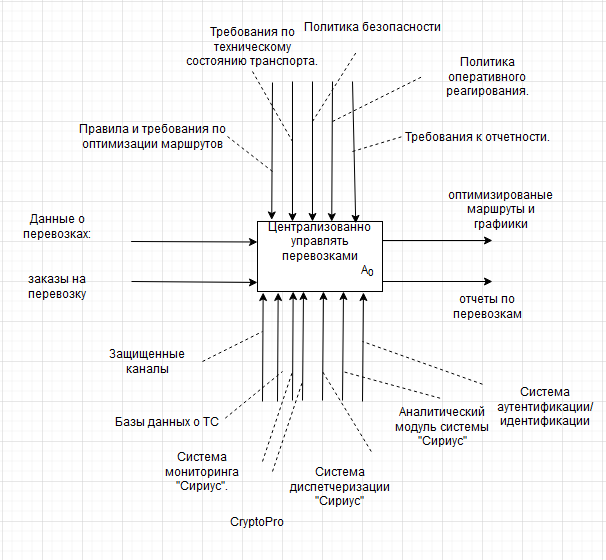 Требования по
техническому
состоянию транспорта.
Политика безопасности
Политика
оперативного
реагирования.
Правила и требования по
оптимизации маршрутов
Требования к отчетности.
Данные о
перевозках:
заказы на
перевозку
Централизованно
управлять
перевозками
A0
оптимизированые
маршруты и
графиики
отчеты по
перевозкам
Защищенные
каналы
Базы данных о ТС
Система
мониторинга
"Сириус".
CryptoPro
Система
диспетчеризации
"Сириус"
Аналитический
модуль системы
"Сириус"
Система
аутентификации/
идентификации